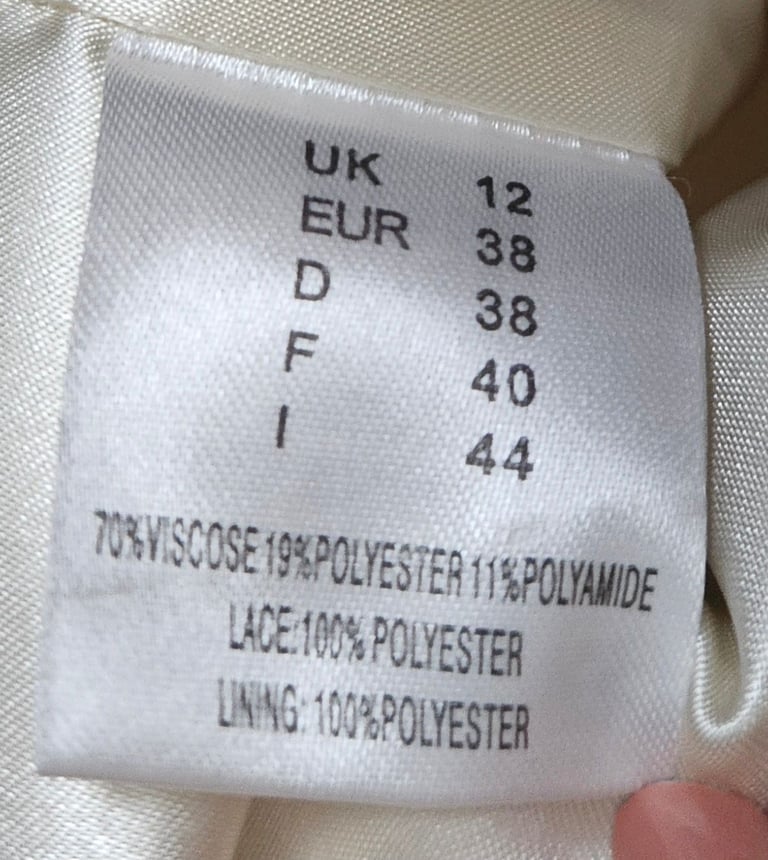 UK 12
EUR 38
D 38
F 40
I 44
70%VISCOSE 19%POLYESTER 11%POLYAMIDE
LACE:100% POLYESTER
LINING: 100%POLYESTER